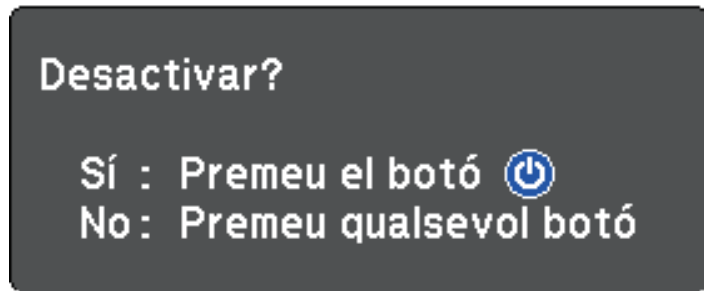 Desactivar?
Sí : Premeu el botó
No : Premeu qualsevol botó